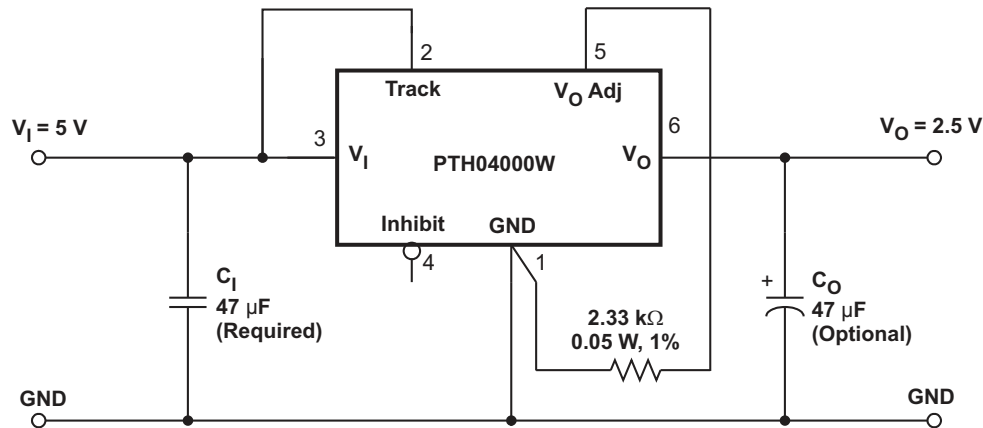 2
5
Track
V_O Adj
V_I = 5 V
3
6
V_O = 2.5 V
V_I
PTH04000W
V_O
Inhibit
GND
4
1
C_I
47 μF
(Required)
2.33 kΩ
0.05 W, 1%
+
C_O
47 μF
(Optional)
GND
GND